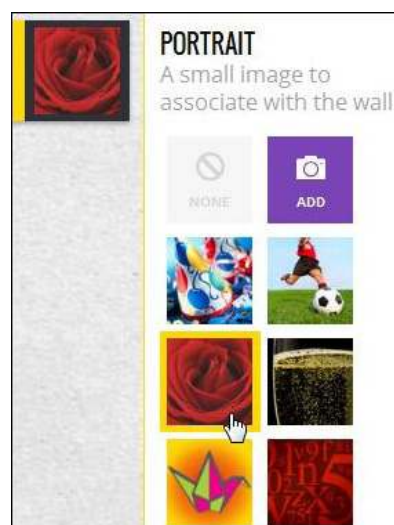 PORTRAIT
A small image to
associate with the wall
NONE
ADD